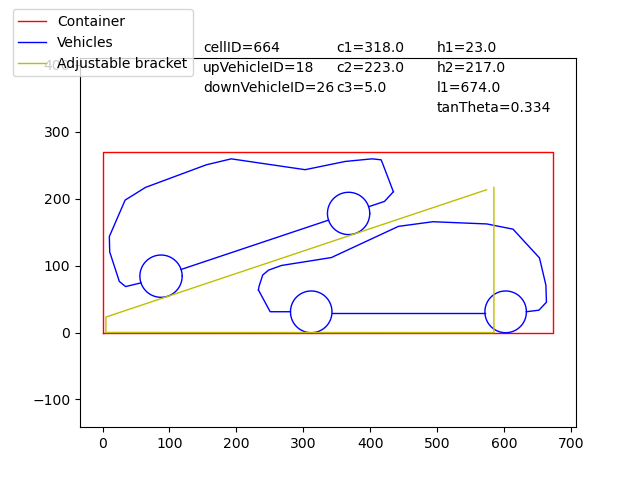 Container
Vehicles
Adjustable bracket
cellID=664 c1=318.0 h1=23.0
upVehicleID=18 c2=223.0 h2=217.0
downVehicleID=26 c3=5.0 l1=674.0
tanTheta=0.334
400
300
200
100
0
−100
0 100 200 300 400 500 600 700